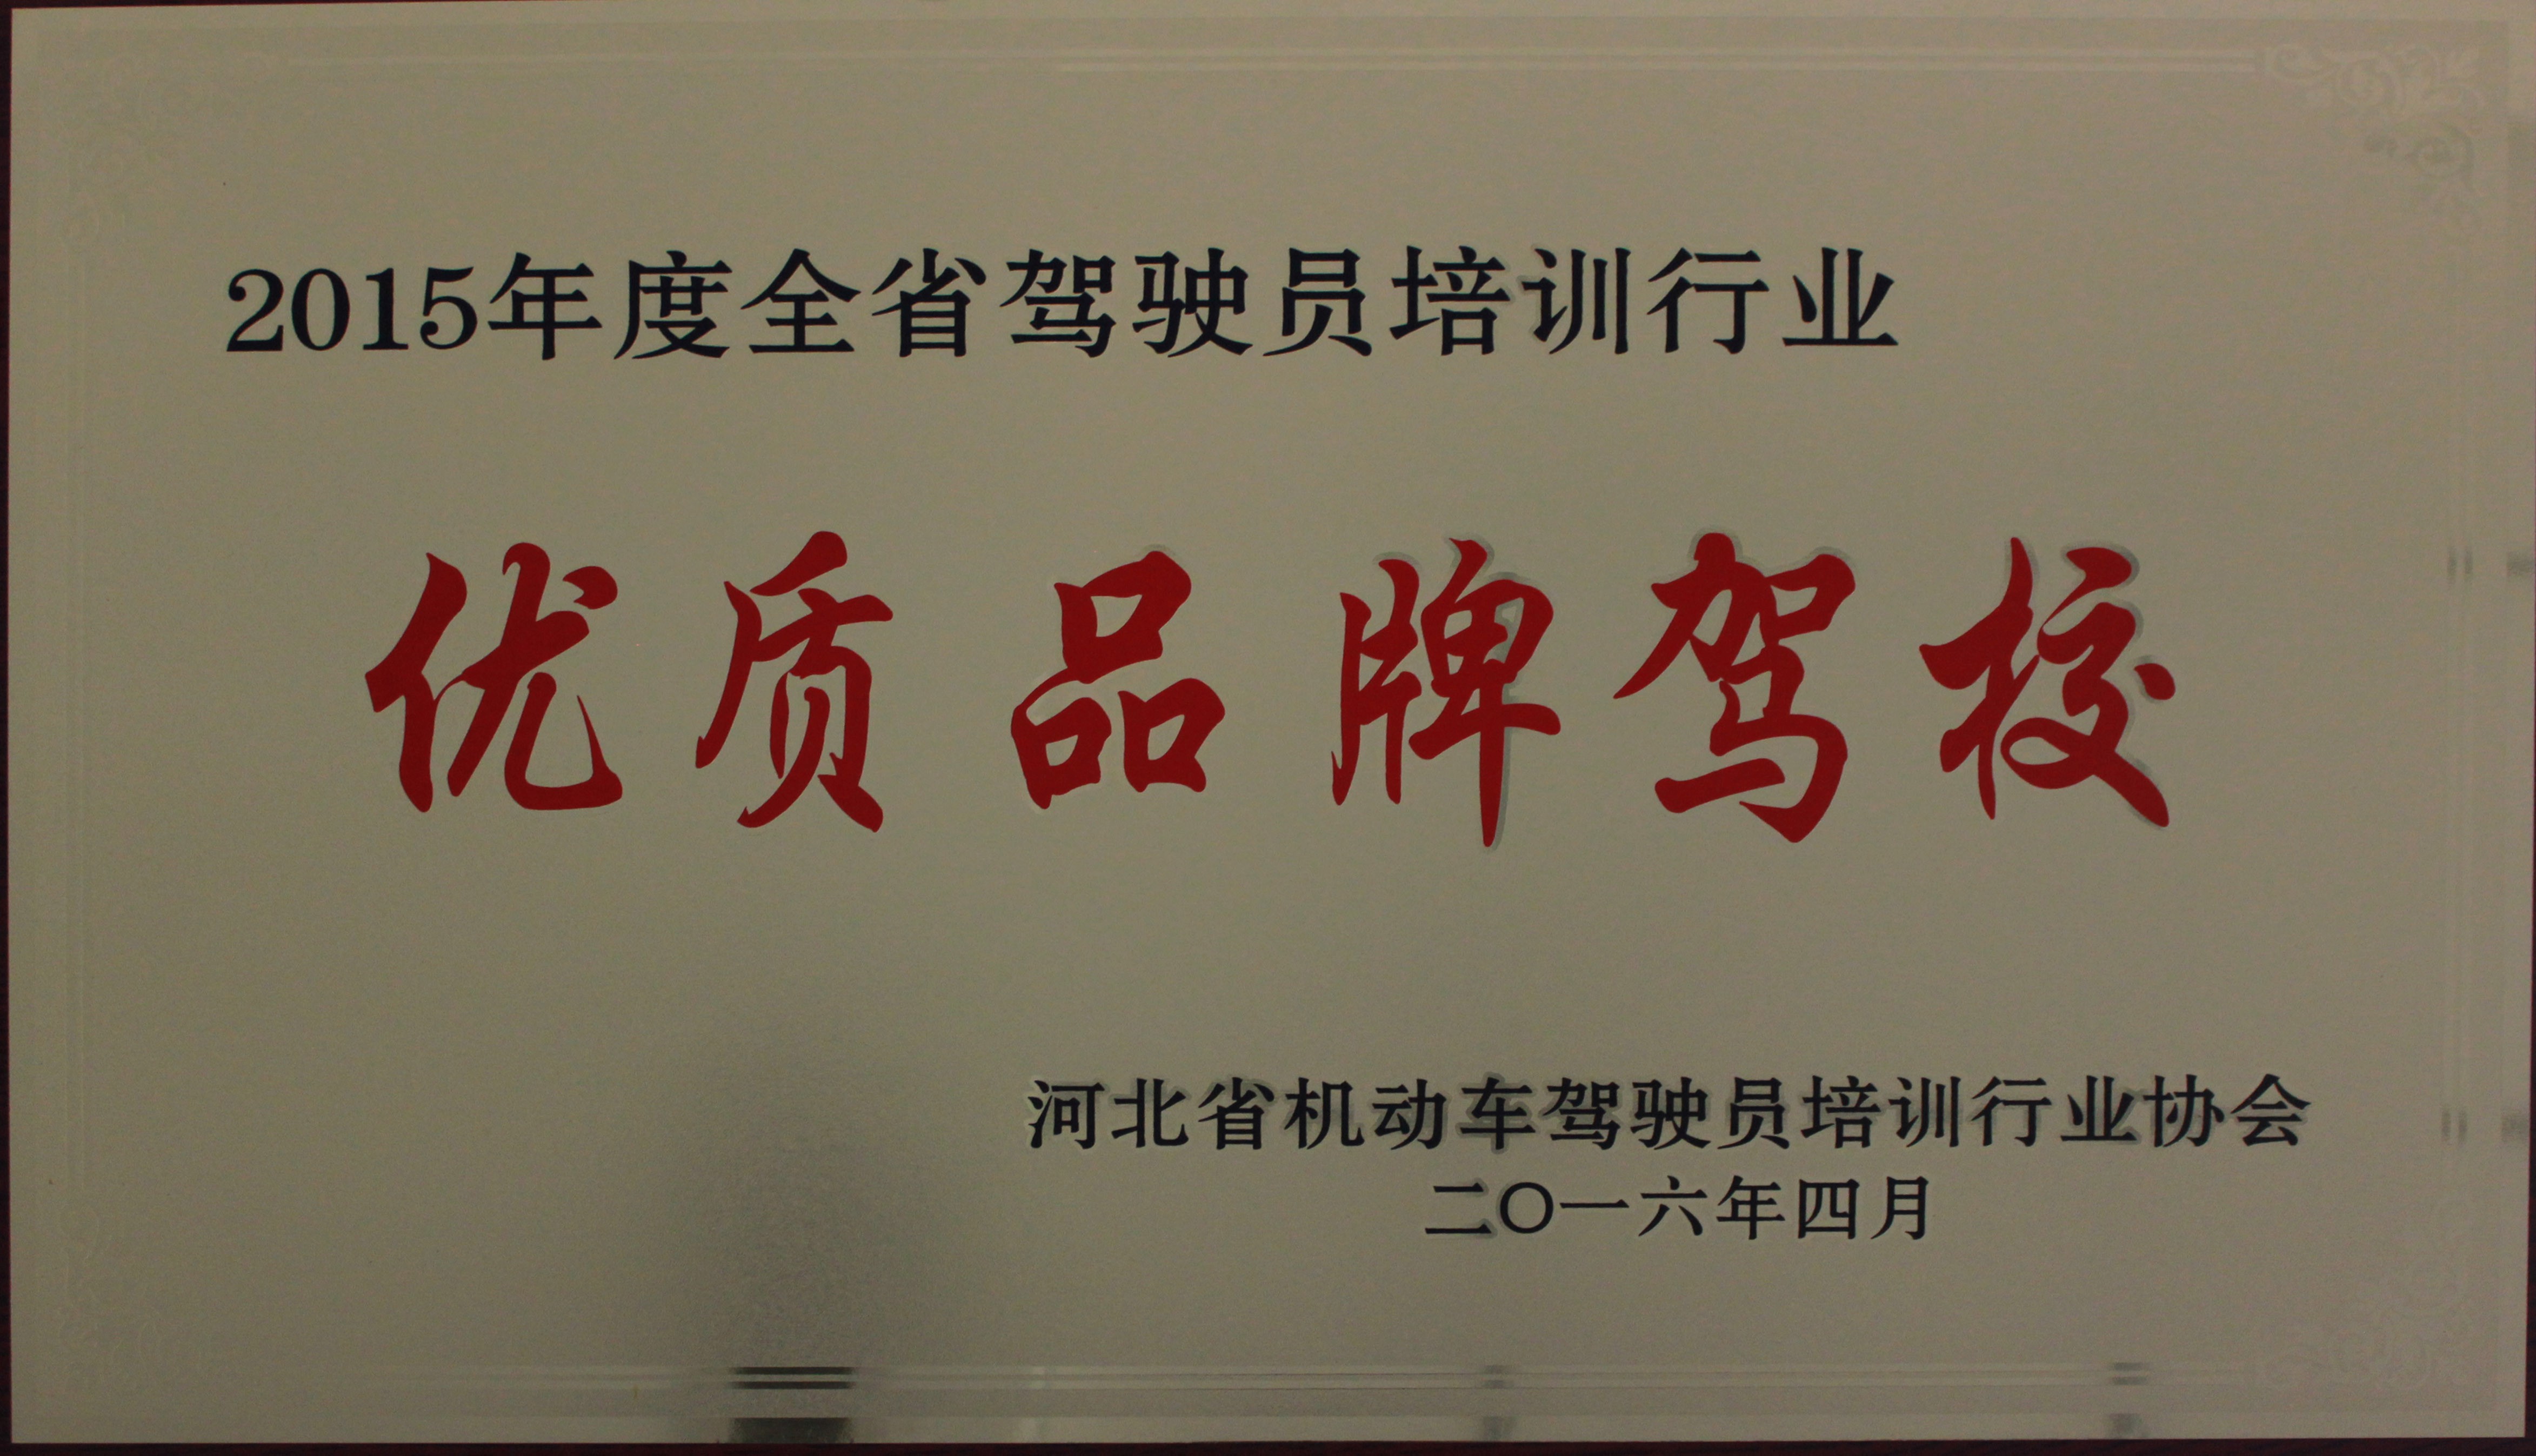 2015年度全省驾驶员培训行业
优质品牌驾校
河北省机动车驾驶员培训行业协会
二〇一六年四月